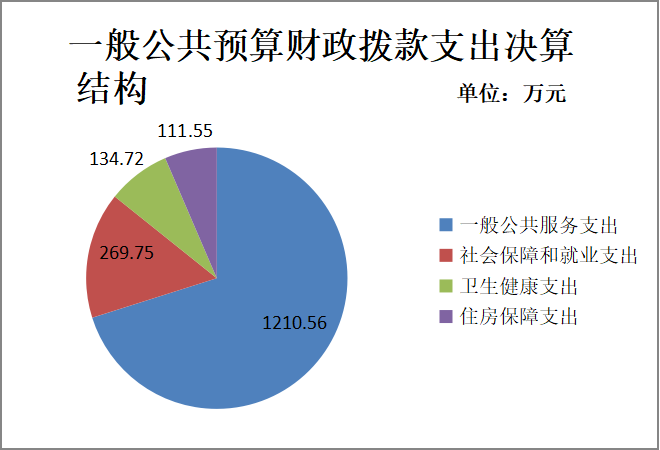 一般公共预算财政拨款支出决算
结构
单位：万元
111.55
134.72
269.75
1210.56
一般公共服务支出
社会保障和就业支出
卫生健康支出
住房保障支出